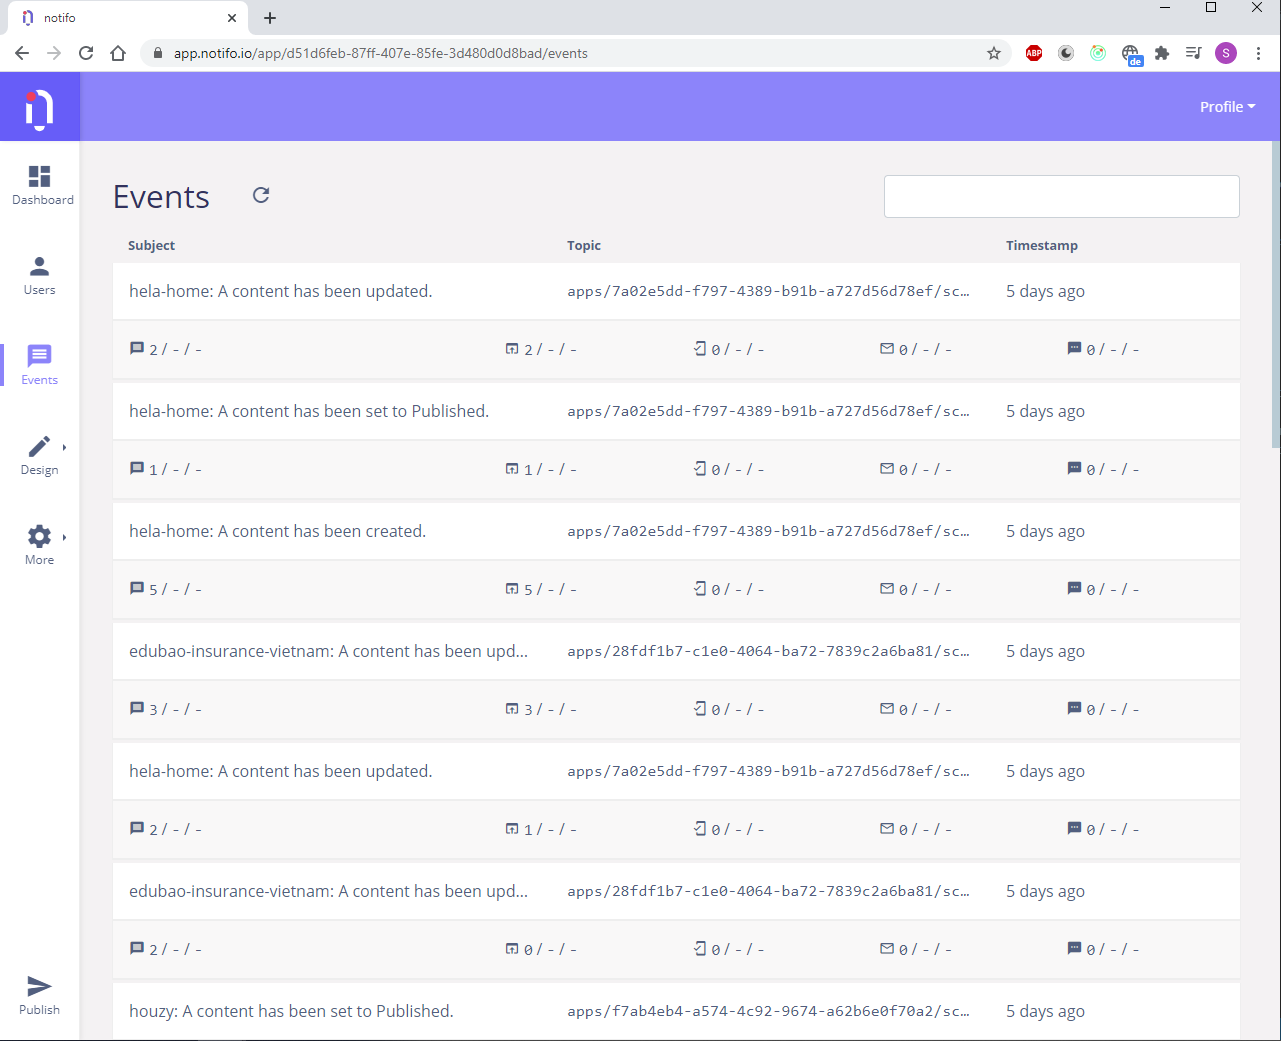 notifo
app.notifo.io/app/d51d6feb-87ff-407e-85fe-3d480d0d8bad/events
ABP
de
S
Profile
Dashboard
Users
Events
Design
More
Publish
Events
Subject Topic Timestamp
hela-home: A content has been updated. apps/7a02e5dd-f797-4389-b91b-a727d56d78ef/sc… 5 days ago
2 / - / - 2 / - / - 0 / - / - 0 / - / - 0 / - / -
hela-home: A content has been set to Published. apps/7a02e5dd-f797-4389-b91b-a727d56d78ef/sc… 5 days ago
1 / - / - 1 / - / - 0 / - / - 0 / - / - 0 / - / -
hela-home: A content has been created. apps/7a02e5dd-f797-4389-b91b-a727d56d78ef/sc… 5 days ago
5 / - / - 5 / - / - 0 / - / - 0 / - / - 0 / - / -
edubao-insurance-vietnam: A content has been upd... apps/28fdf1b7-c1e0-4064-ba72-7839c2a6ba81/sc… 5 days ago
3 / - / - 3 / - / - 0 / - / - 0 / - / - 0 / - / -
hela-home: A content has been updated. apps/7a02e5dd-f797-4389-b91b-a727d56d78ef/sc… 5 days ago
2 / - / - 1 / - / - 0 / - / - 0 / - / - 0 / - / -
edubao-insurance-vietnam: A content has been upd... apps/28fdf1b7-c1e0-4064-ba72-7839c2a6ba81/sc… 5 days ago
2 / - / - 0 / - / - 0 / - / - 0 / - / - 0 / - / -
houzy: A content has been set to Published. apps/f7ab4eb4-a574-4c92-9674-a62b6e0f70a2/sc… 5 days ago